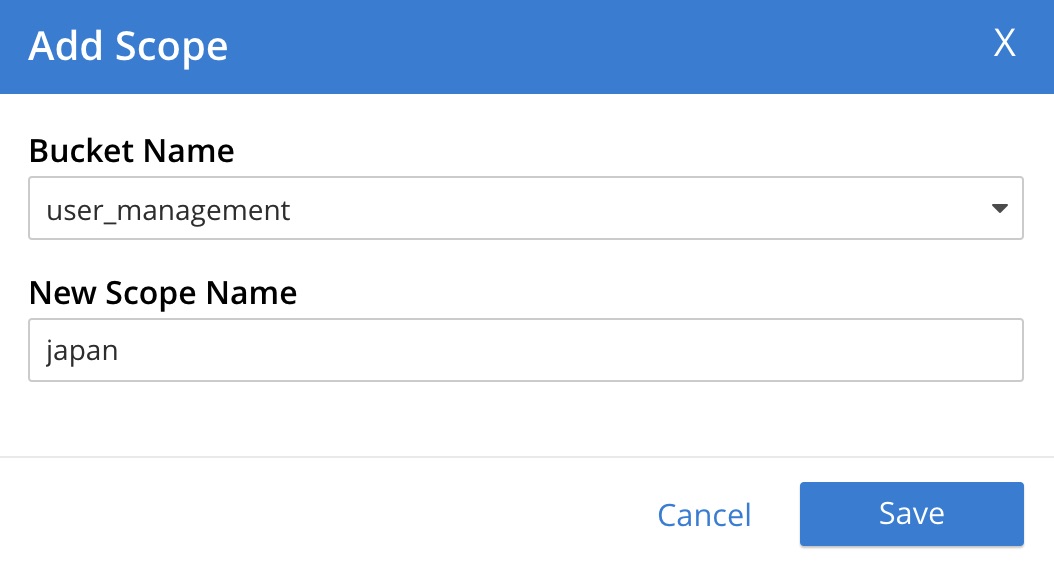 Add Scope
X
Bucket Name
user_management
New Scope Name
japan
Cancel
Save